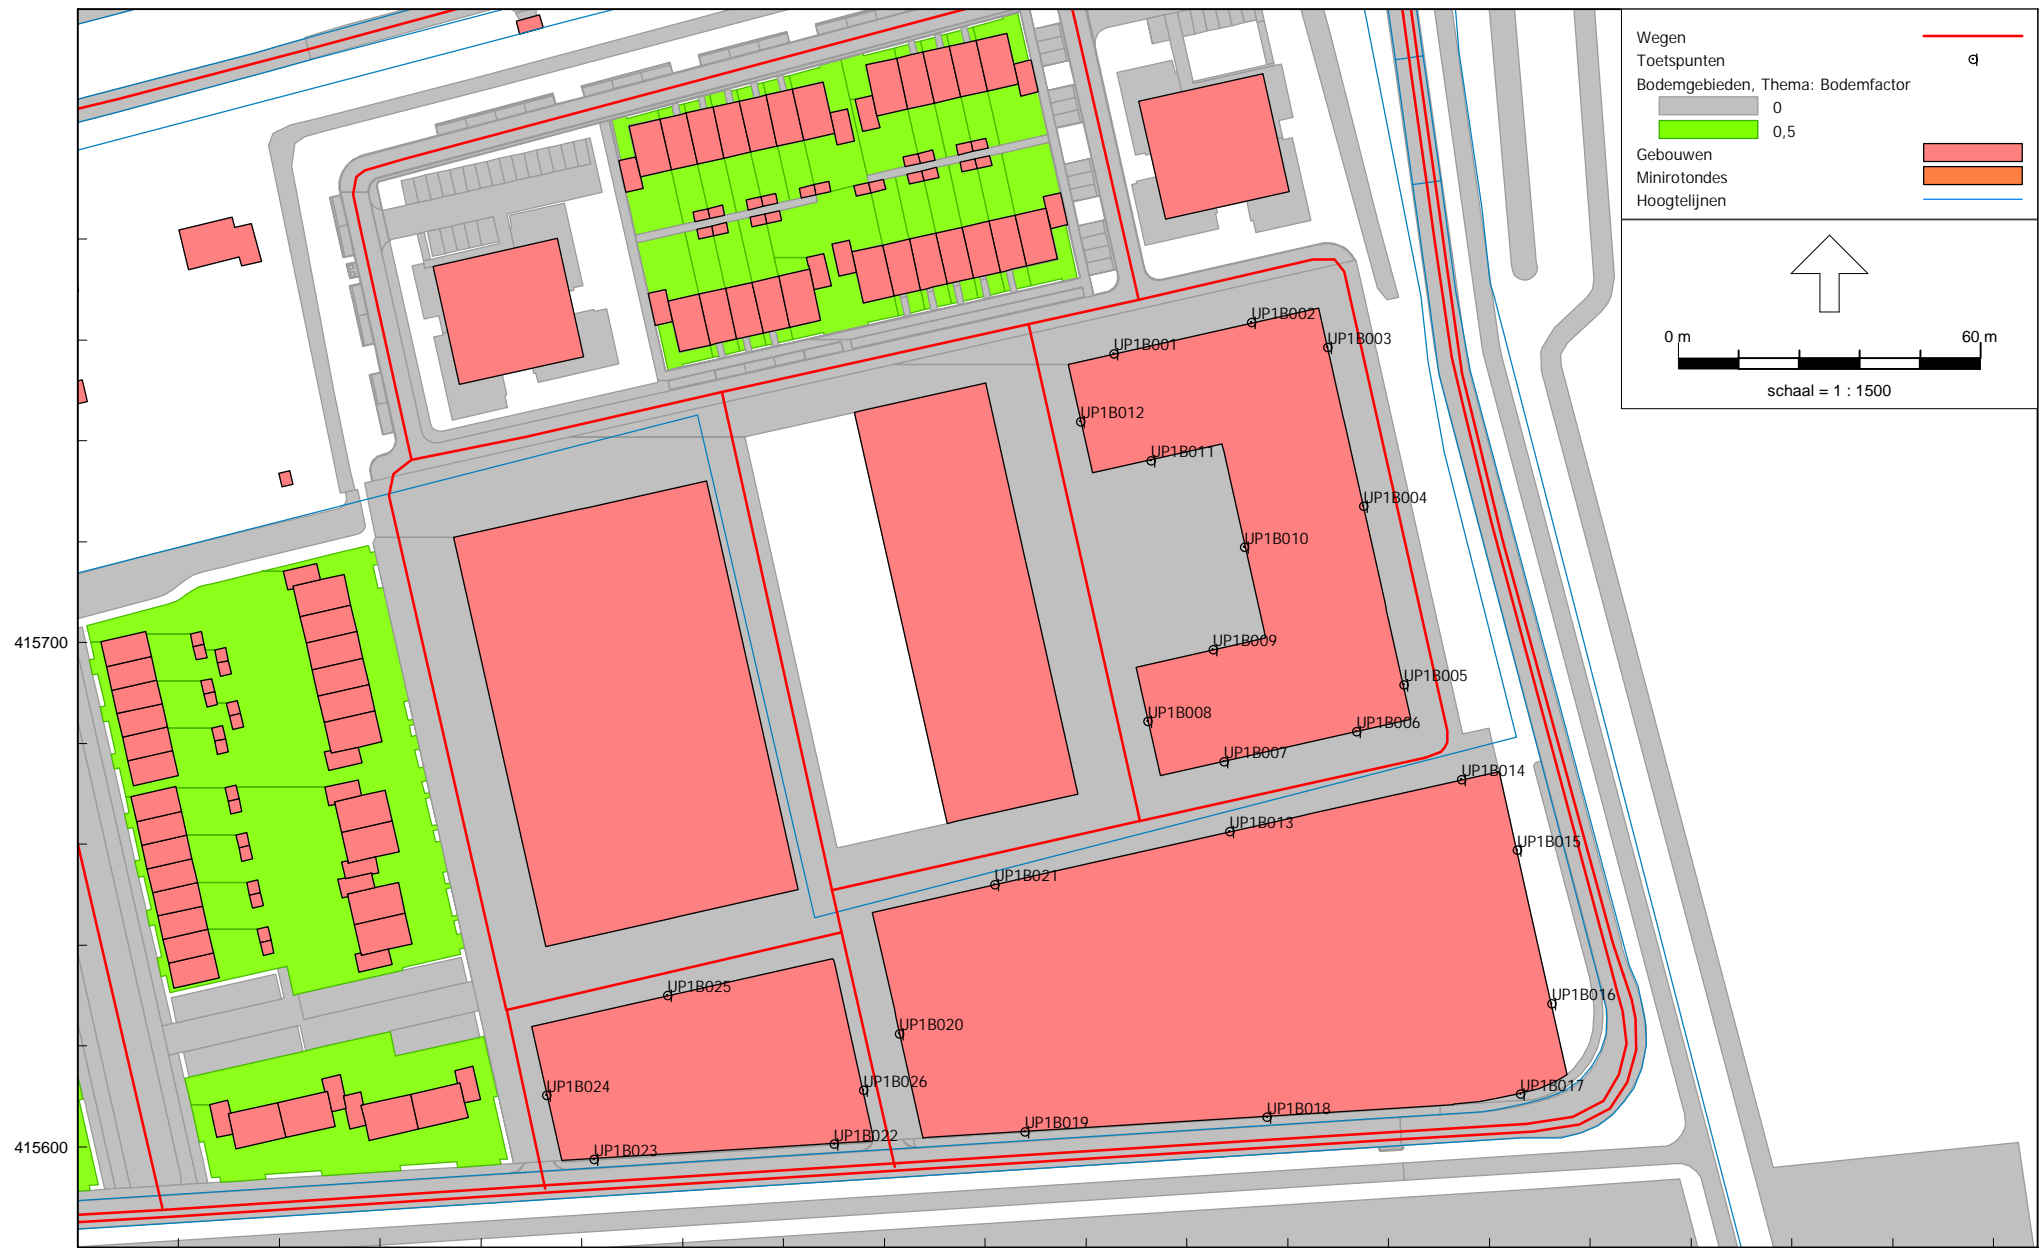 Wegen
Toetspunten
Bodemgebieden, Thema: Bodemfactor
0
0,5
Gebouwen
Minirotondes
Hoogtelijnen
0 m 60 m
schaal = 1 : 1500
UP1B002
UP1B001
UP1B003
UP1B012
UP1B011
UP1B004
UP1B010
415700
UP1B009
UP1B005
UP1B008
UP1B006
UP1B007
UP1B014
UP1B013
UP1B015
UP1B021
UP1B025
UP1B016
UP1B020
UP1B024
UP1B026
UP1B017
UP1B018
UP1B019
UP1B022
415600
UP1B023